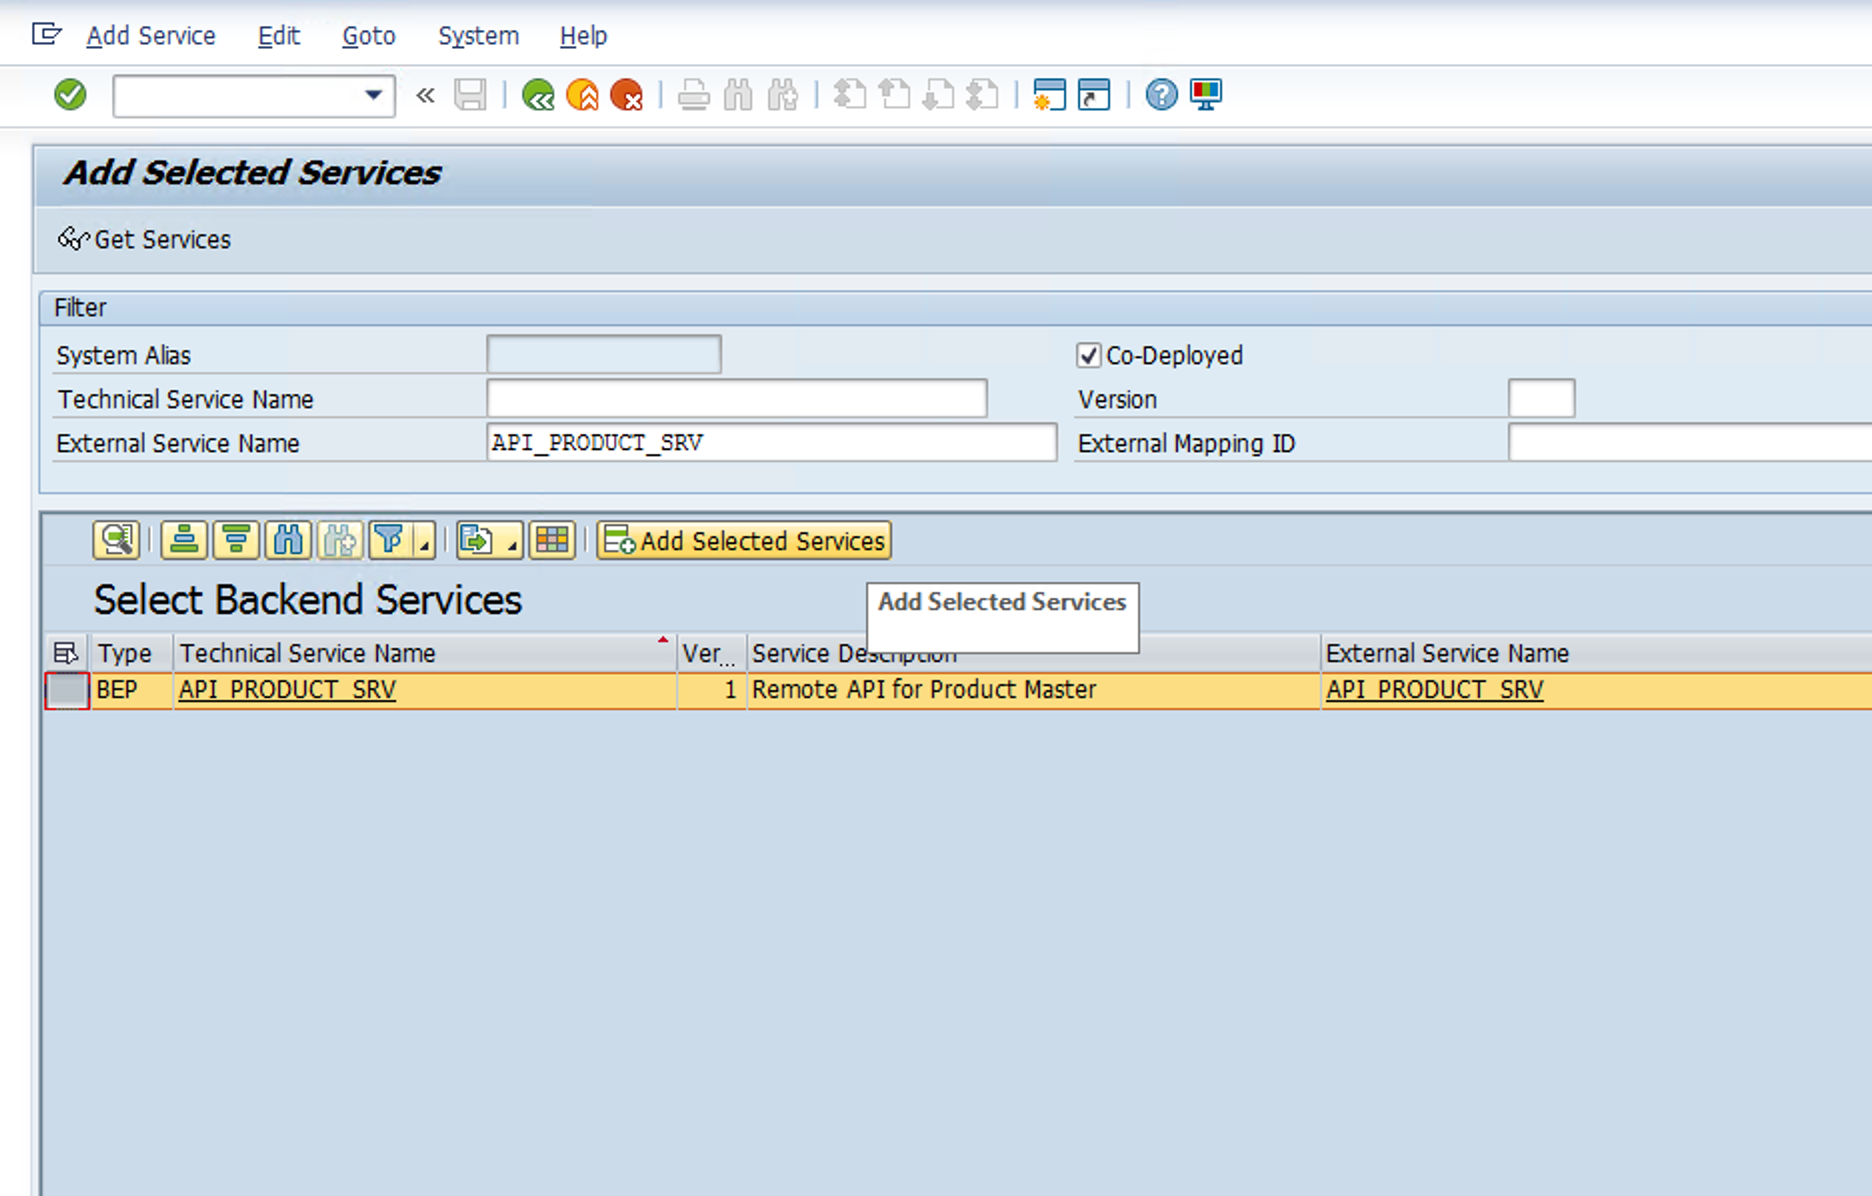 Add Service Edit Goto System Help
Add Selected Services
Get Services
Filter
System Alias Co-Deployed
Technical Service Name Version
External Service Name API_PRODUCT_SRV External Mapping ID
Add Selected Services
Select Backend Services
Add Selected Services
Type Technical Service Name Ver... Service Description External Service Name
BEP API_PRODUCT_SRV 1 Remote API for Product Master API_PRODUCT_SRV